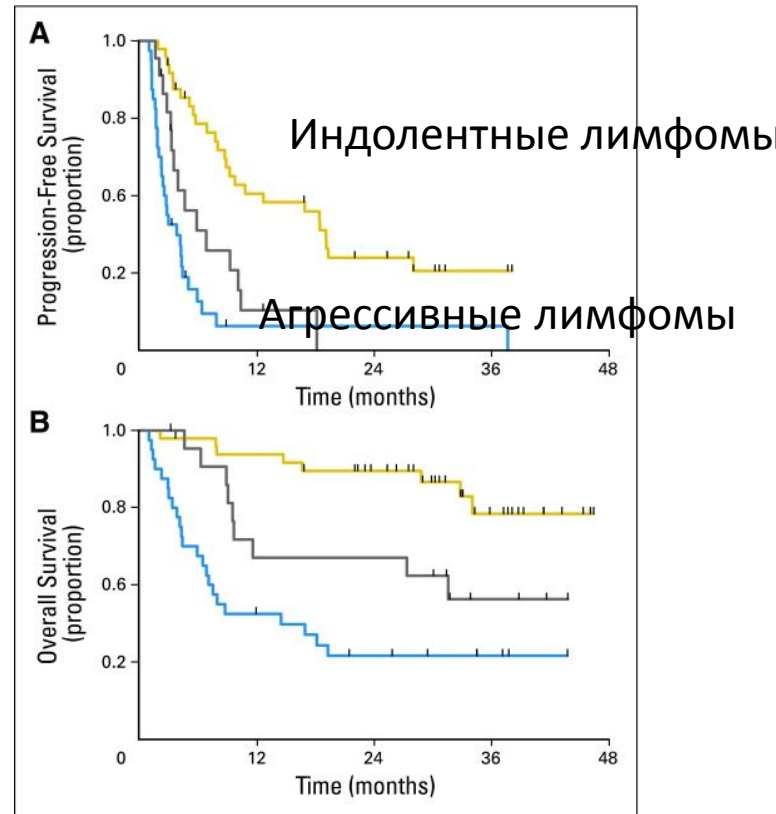 A
1.0
0.8
0.6
0.2
0
12
24
36
48
Progression-Free Survival
(proportion)
Time (months)
Индолентные лимфомы
Агрессивные лимфомы
B
1.0
0.8
0.6
0.2
0
12
24
36
48
Overall Survival
(proportion)
Time (months)